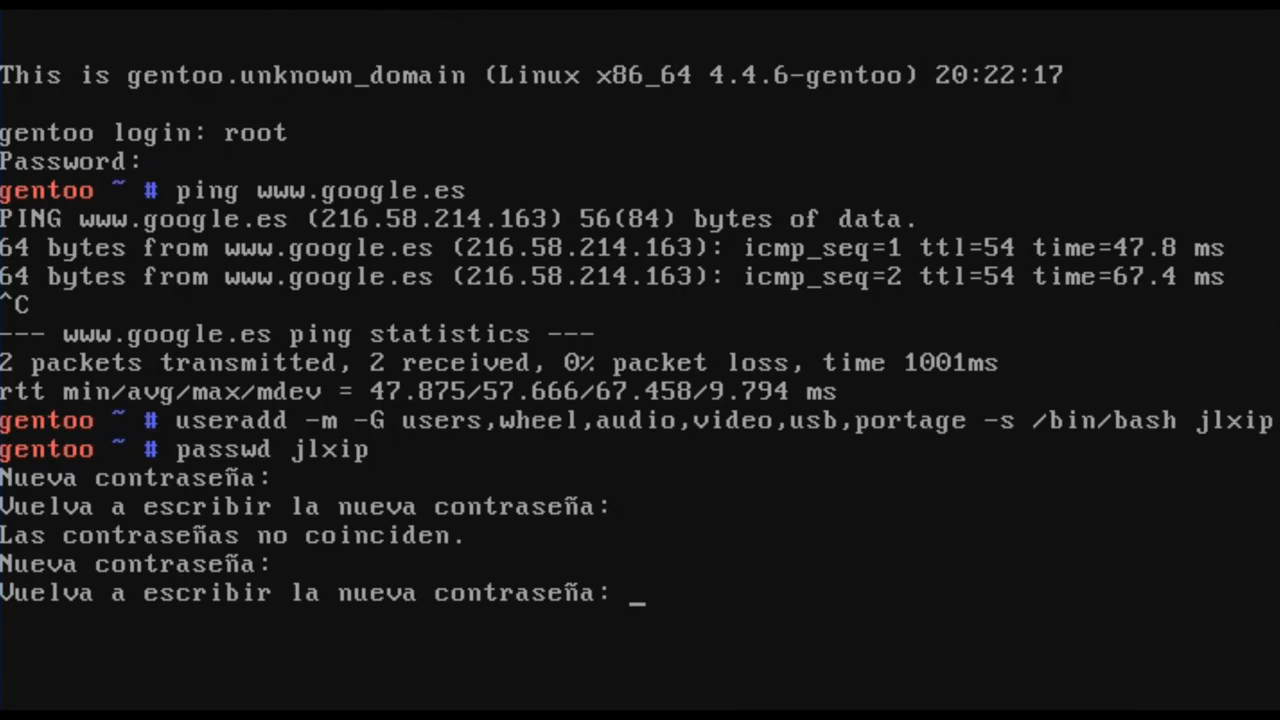 This is gentoo.unknown_domain (Linux x86_64 4.4.6-gentoo) 20:22:17
gentoo login: root
Password:
gentoo ~ # ping www.google.es
PING www.google.es (216.58.214.163) 56(84) bytes of data.
64 bytes from www.google.es (216.58.214.163): icmp_seq=1 ttl=54 time=47.8 ms
64 bytes from www.google.es (216.58.214.163): icmp_seq=2 ttl=54 time=67.4 ms
^C
--- www.google.es ping statistics ---
2 packets transmitted, 2 received, 0% packet loss, time 1001ms
rtt min/avg/max/mdev = 47.875/57.666/67.458/9.794 ms
gentoo ~ # useradd -m -G users,wheel,audio,video,usb,portage -s /bin/bash jlxip
gentoo ~ # passwd jlxip
Nueva contraseña:
Vuelva a escribir la nueva contraseña:
Las contraseñas no coinciden.
Nueva contraseña:
Vuelva a escribir la nueva contraseña: _